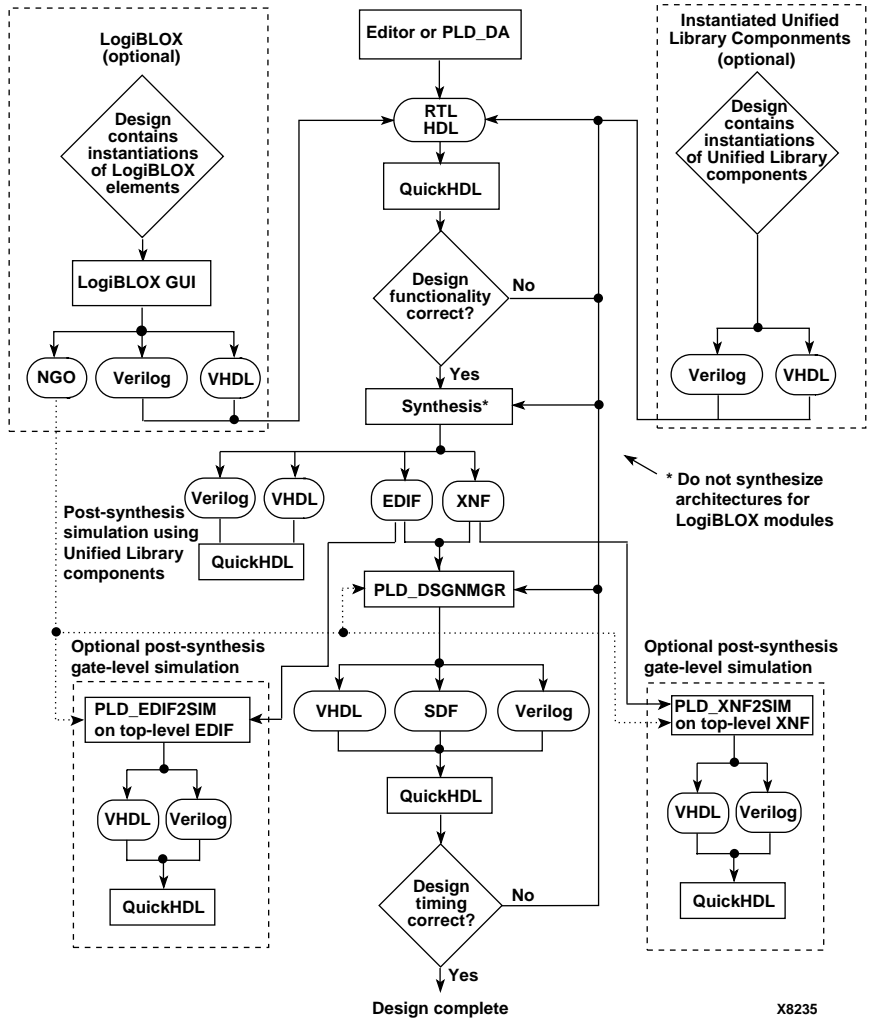 LogiBLOX
(optional)
Design
contains
instantiations
of LogiBLOX
elements
LogiBLOX GUI
NGO
Verilog
VHDL
Editor or PLD_DA
RTL
HDL
QuickHDL
Design
functionality
correct?
No
Yes
Synthesis*
Instantiated Unified
Library Componments
(optional)
Design
contains
instantiations
of Unified Library
components
Verilog
VHDL
* Do not synthesize
architectures for
LogiBLOX modules
Verilog
VHDL
EDIF
XNF
Post-synthesis
simulation using
Unified Library
components
QuickHDL
PLD_DSGNMGR
Optional post-synthesis
gate-level simulation
PLD_EDIF2SIM
on top-level EDIF
VHDL
Verilog
QuickHDL
VHDL
SDF
Verilog
QuickHDL
Design
timing
correct?
No
Yes
Design complete
Optional post-synthesis
gate-level simulation
PLD_XNF2SIM
on top-level XNF
VHDL
Verilog
QuickHDL
X8235